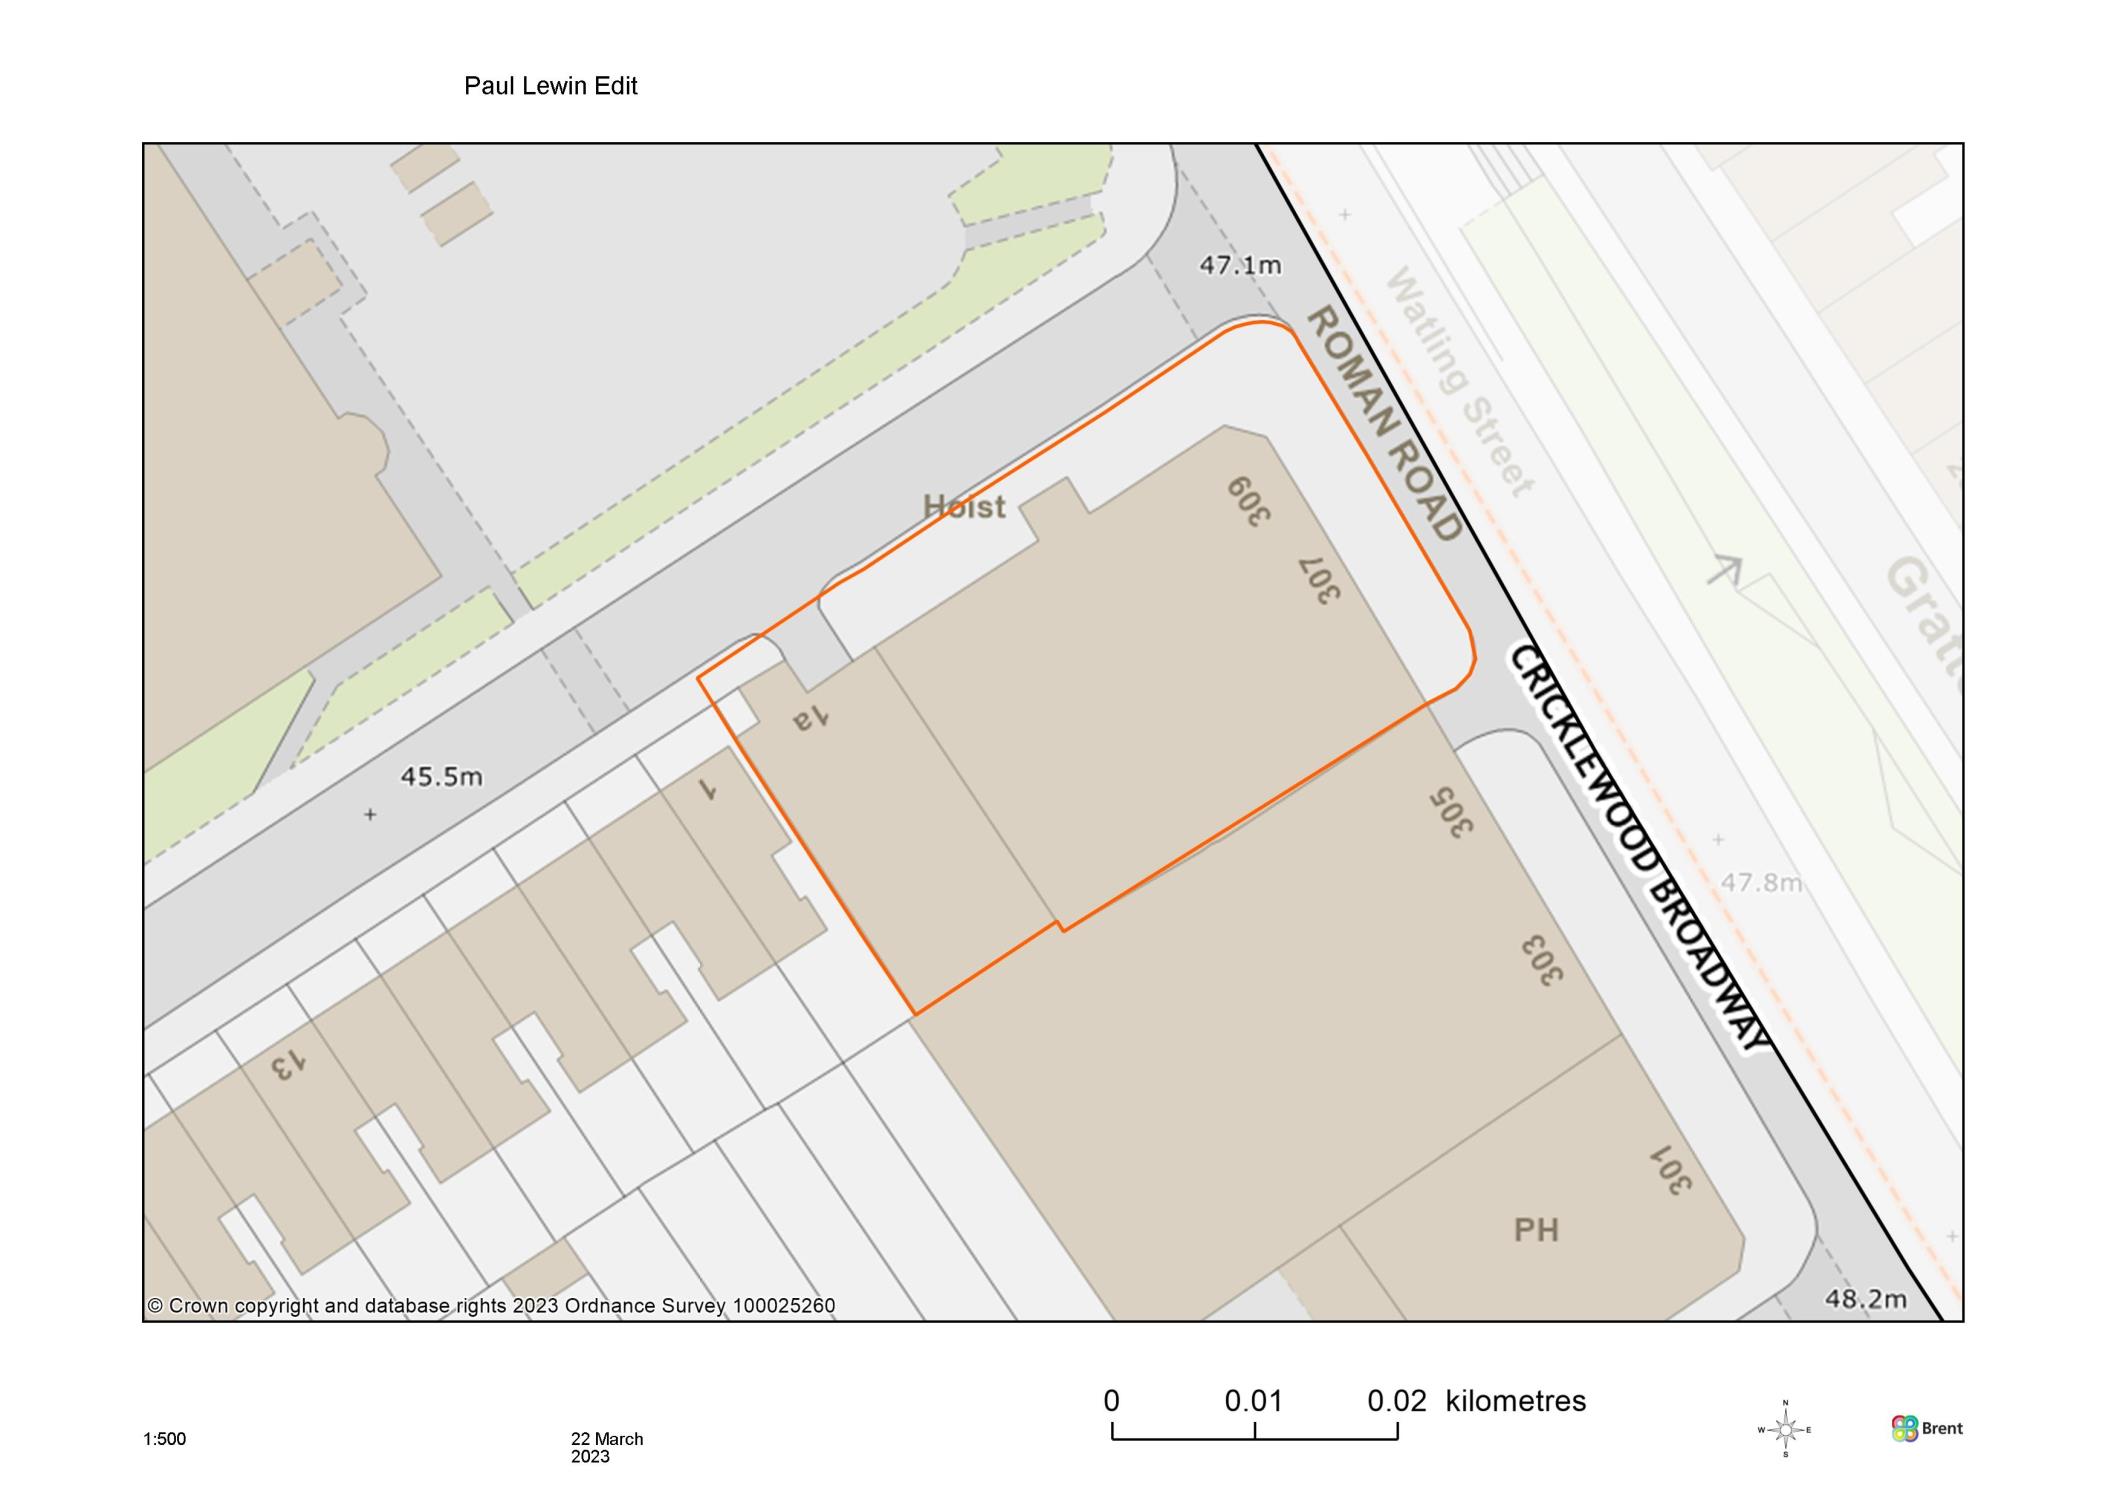 Paul Lewin Edit
47.1m
ROMAN ROAD
Watling Street
Hoist
309
307
1a
1
45.5m
305
CRICKLEWOOD BROADWAY
47.8m
303
13
301
PH
48.2m
© Crown copyright and database rights 2023 Ordnance Survey 100025260
0 0.01 0.02 kilometres
1:500
22 March
2023
N
W E
S
Brent